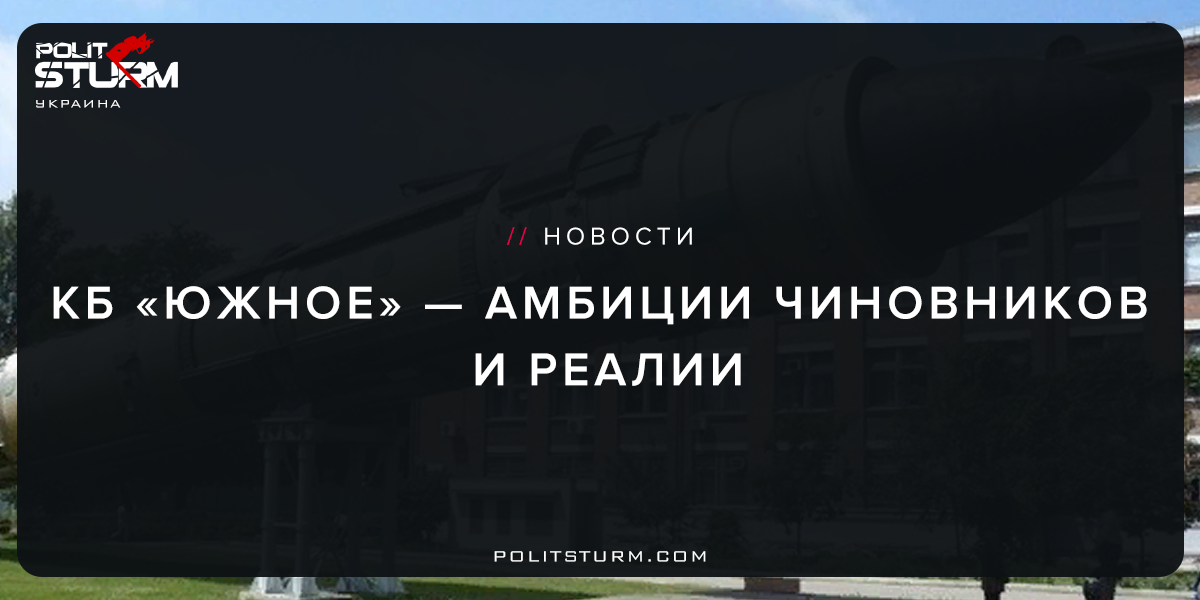 POLIT
STURM
УКРАИНА
// НОВОСТИ
КБ «ЮЖНОЕ» — АМБИЦИИ ЧИНОВНИКОВ
И РЕАЛИИ
POLITSTURM.COM